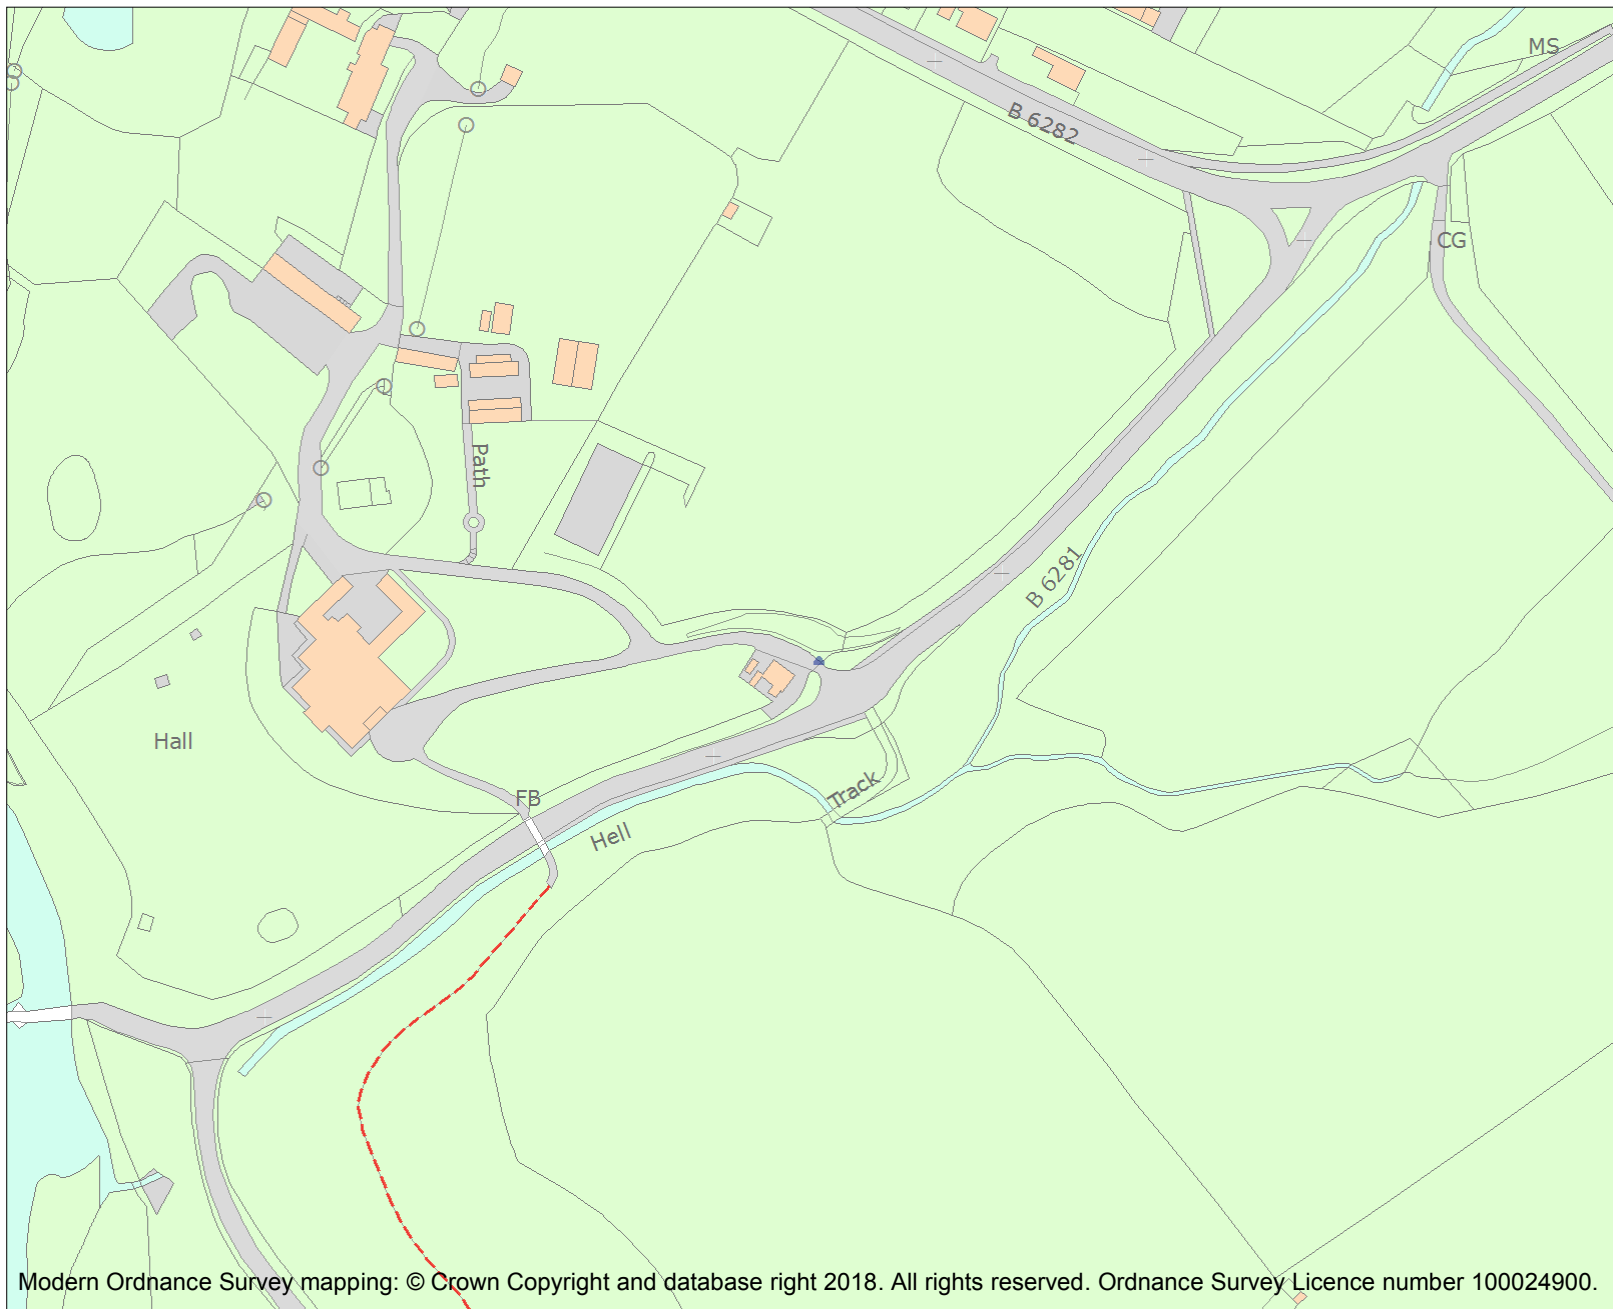 MS
B 6282
CG
Path
B 6281
Hall
Track
FB
Hell
Modern Ordnance Survey mapping: © Crown Copyright and database right 2018. All rights reserved. Ordnance Survey Licence number 100024900.